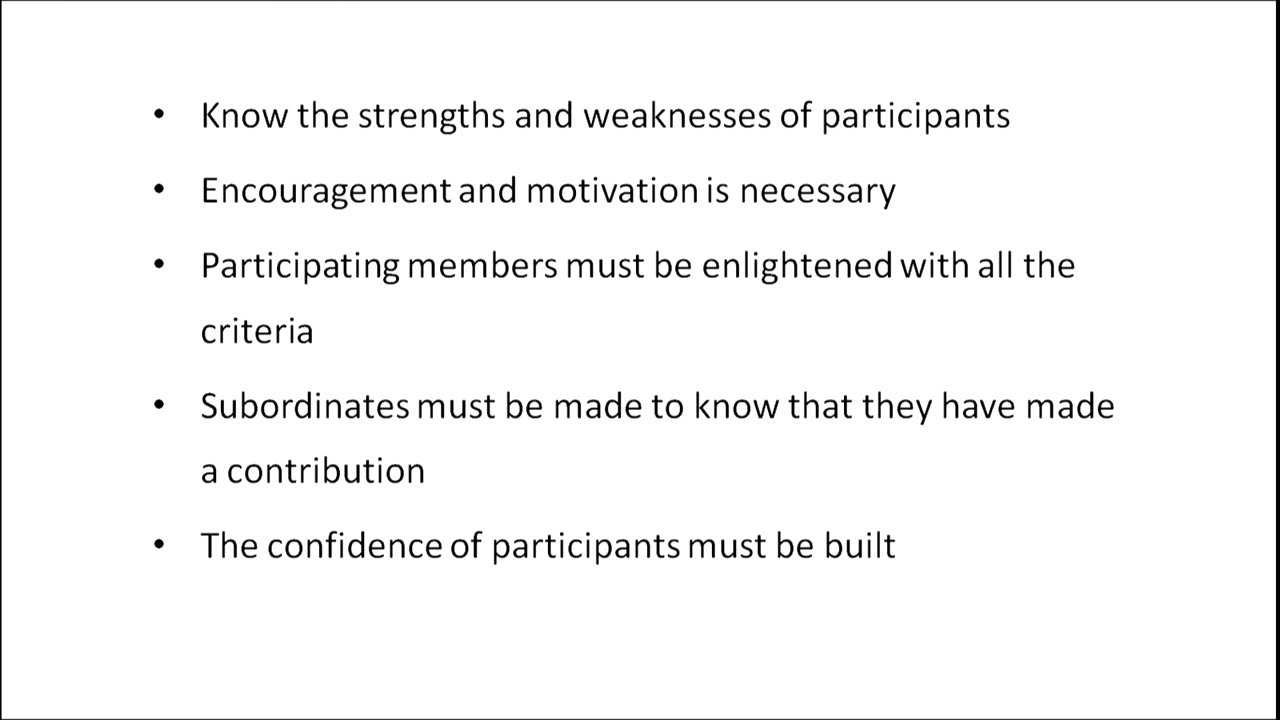 • Know the strengths and weaknesses of participants
• Encouragement and motivation is necessary
• Participating members must be enlightened with all the
criteria
• Subordinates must be made to know that they have made
a contribution
• The confidence of participants must be built